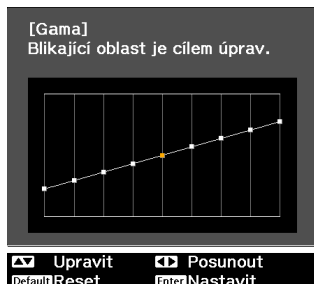 [Gama]
Blikající oblast je cílem úprav.
Upravit Posunout
Default Reset Enter Nastavit